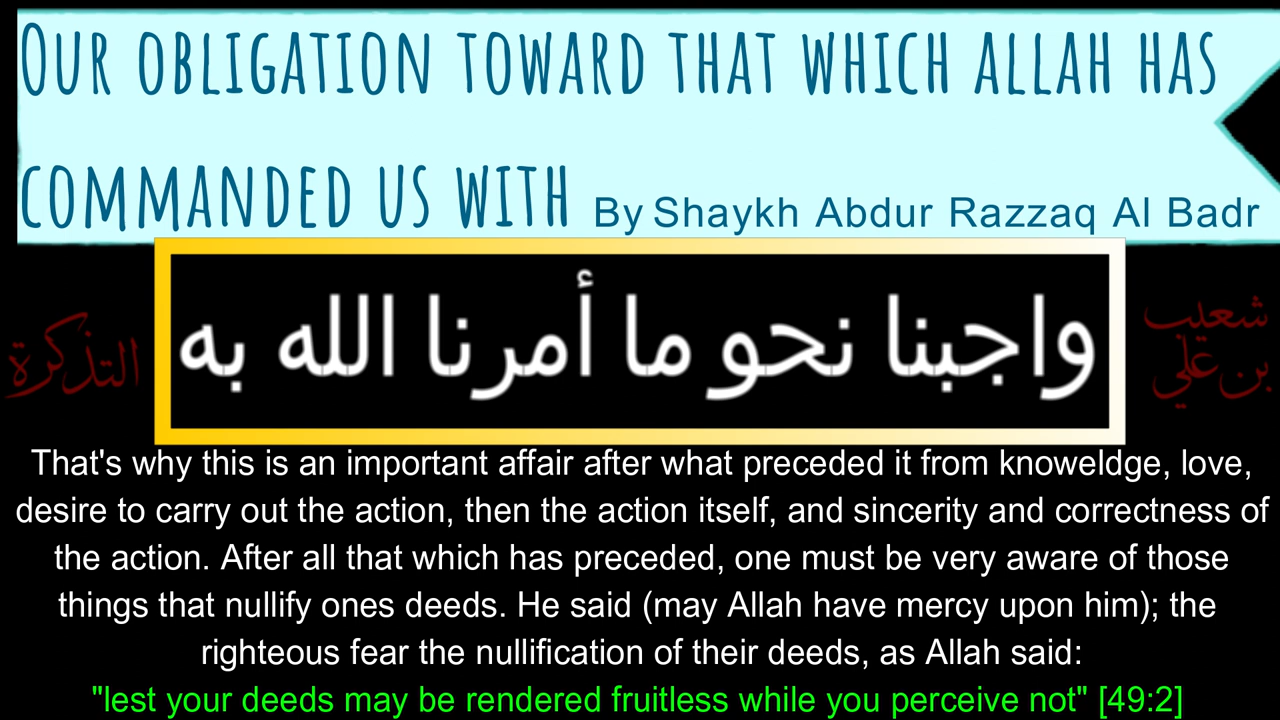 Our obligation toward that which Allah has
commanded us with By Shaykh Abdur Razzaq Al Badr
واجبنا نحو ما أمرنا الله به
شعيب
بن علي
التذكرة
That's why this is an important affair after what preceded it from knoweldge, love,
desire to carry out the action, then the action itself, and sincerity and correctness of
the action. After all that which has preceded, one must be very aware of those
things that nullify ones deeds. He said (may Allah have mercy upon him); the
righteous fear the nullification of their deeds, as Allah said:
"lest your deeds may be rendered fruitless while you perceive not" [49:2]